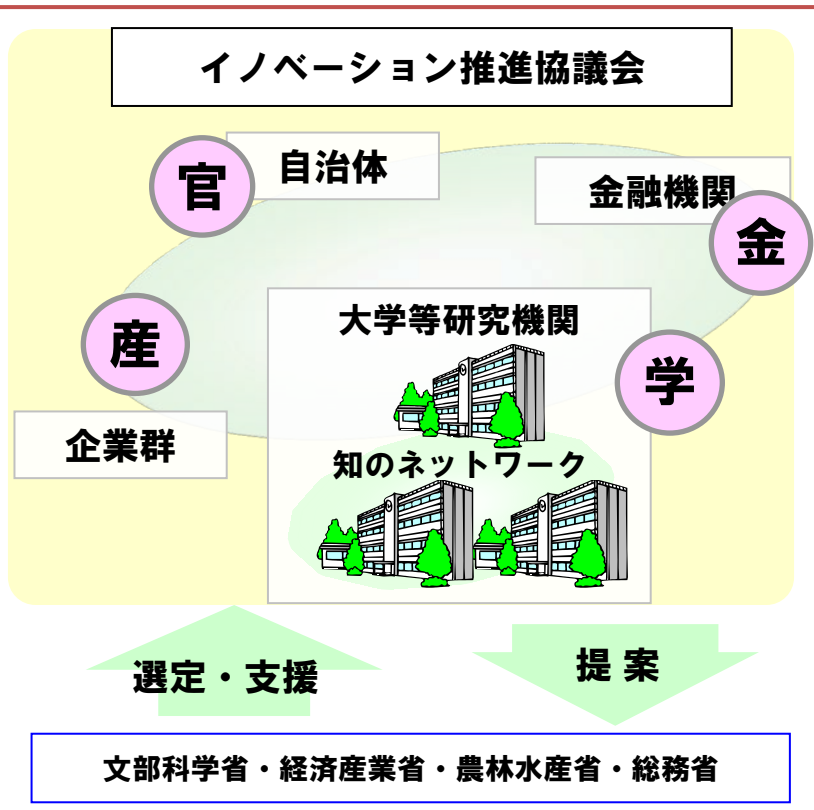 イノベーション推進協議会
官
自治体
金融機関
金
産
企業群
大学等研究機関
学
知のネットワーク
選定・支援
提 案
文部科学省・経済産業省・農林水産省・総務省